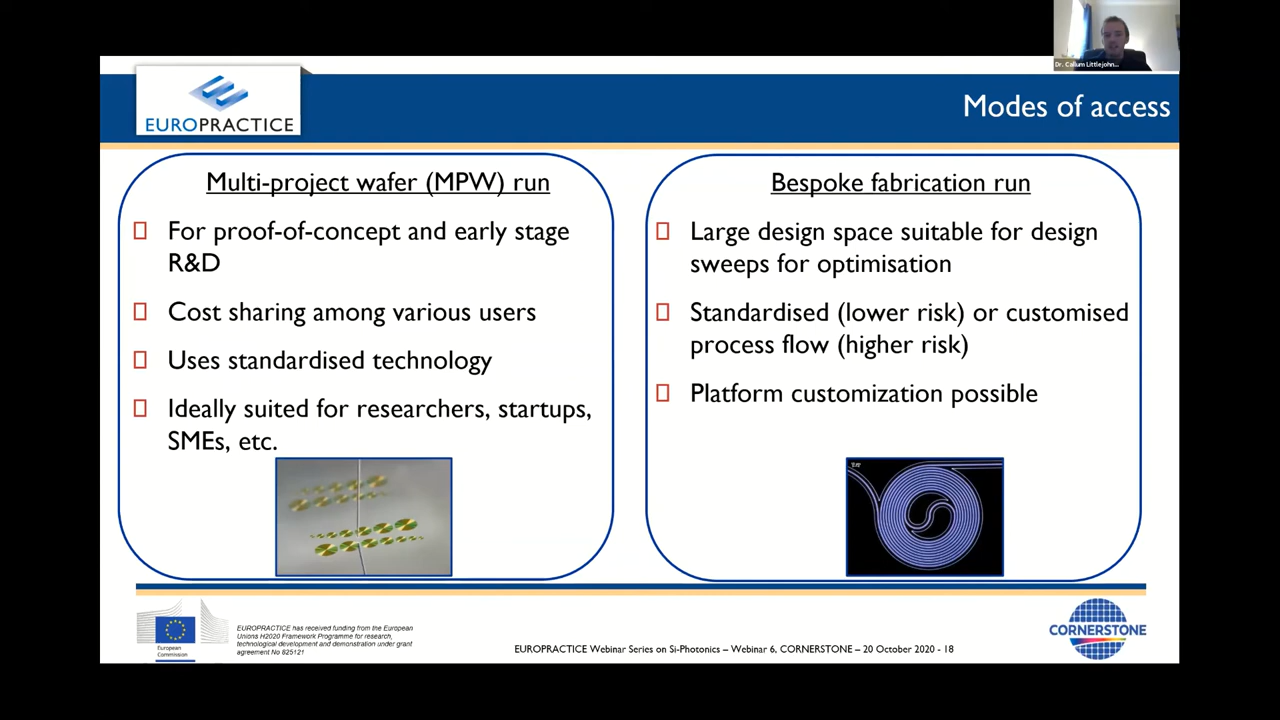 Dr. Callum Littlejohn...
EUROPRACTICE
Modes of access
Multi-project wafer (MPW) run
For proof-of-concept and early stage
R&D
Cost sharing among various users
Uses standardised technology
Ideally suited for researchers, startups,
SMEs, etc.
Bespoke fabrication run
Large design space suitable for design
sweeps for optimisation
Standardised (lower risk) or customised
process flow (higher risk)
Platform customization possible
European
Commission
EUROPRACTICE has received funding from the European
Unions H2020 Framework Programme for research,
technological development and demonstration under grant
agreement No 825121
EUROPRACTICE Webinar Series on Si-Photonics – Webinar 6, CORNERSTONE – 20 October 2020 - 18
CORNERSTONE